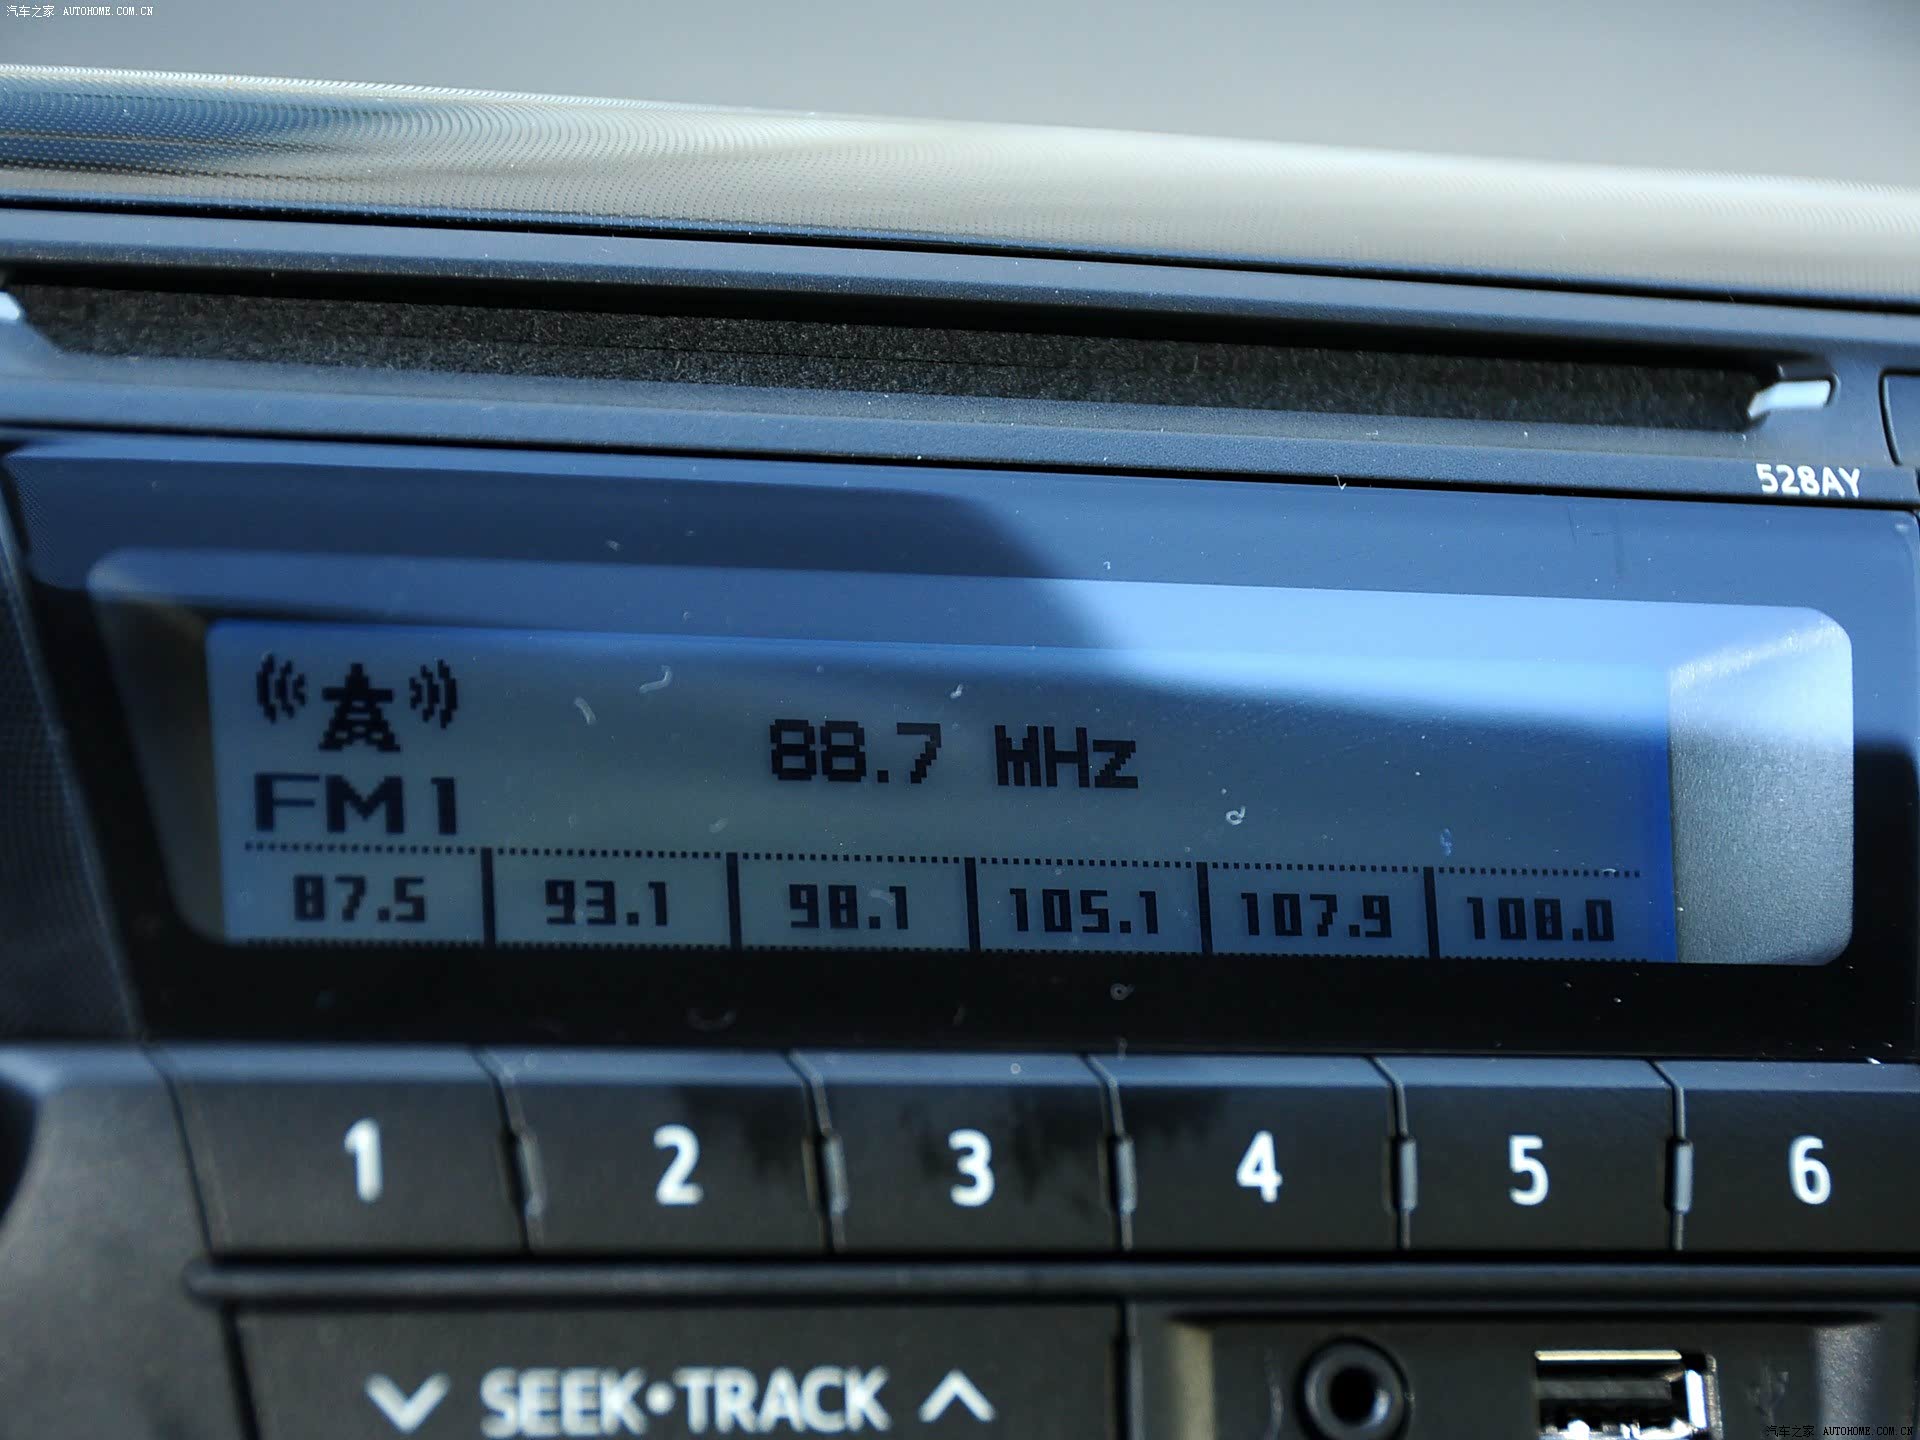 汽车之家 AUTOHOME.COM.CN
528AY
88.7 MHz
FM1
87.5 93.1 98.1 105.1 107.9 108.0
1 2 3 4 5 6
SEEK•TRACK
汽车之家 AUTOHOME.COM.CN